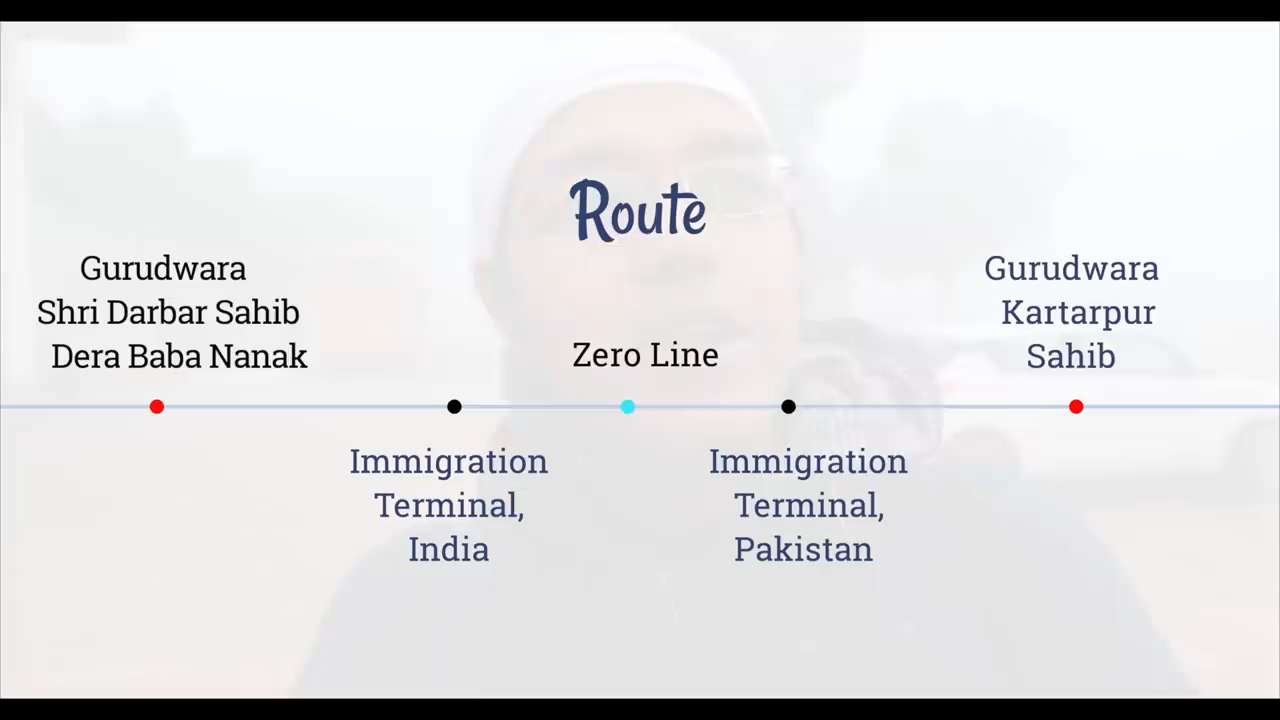 Route
Gurudwara
Shri Darbar Sahib
Dera Baba Nanak
Immigration
Terminal,
India
Zero Line
Immigration
Terminal,
Pakistan
Gurudwara
Kartarpur
Sahib